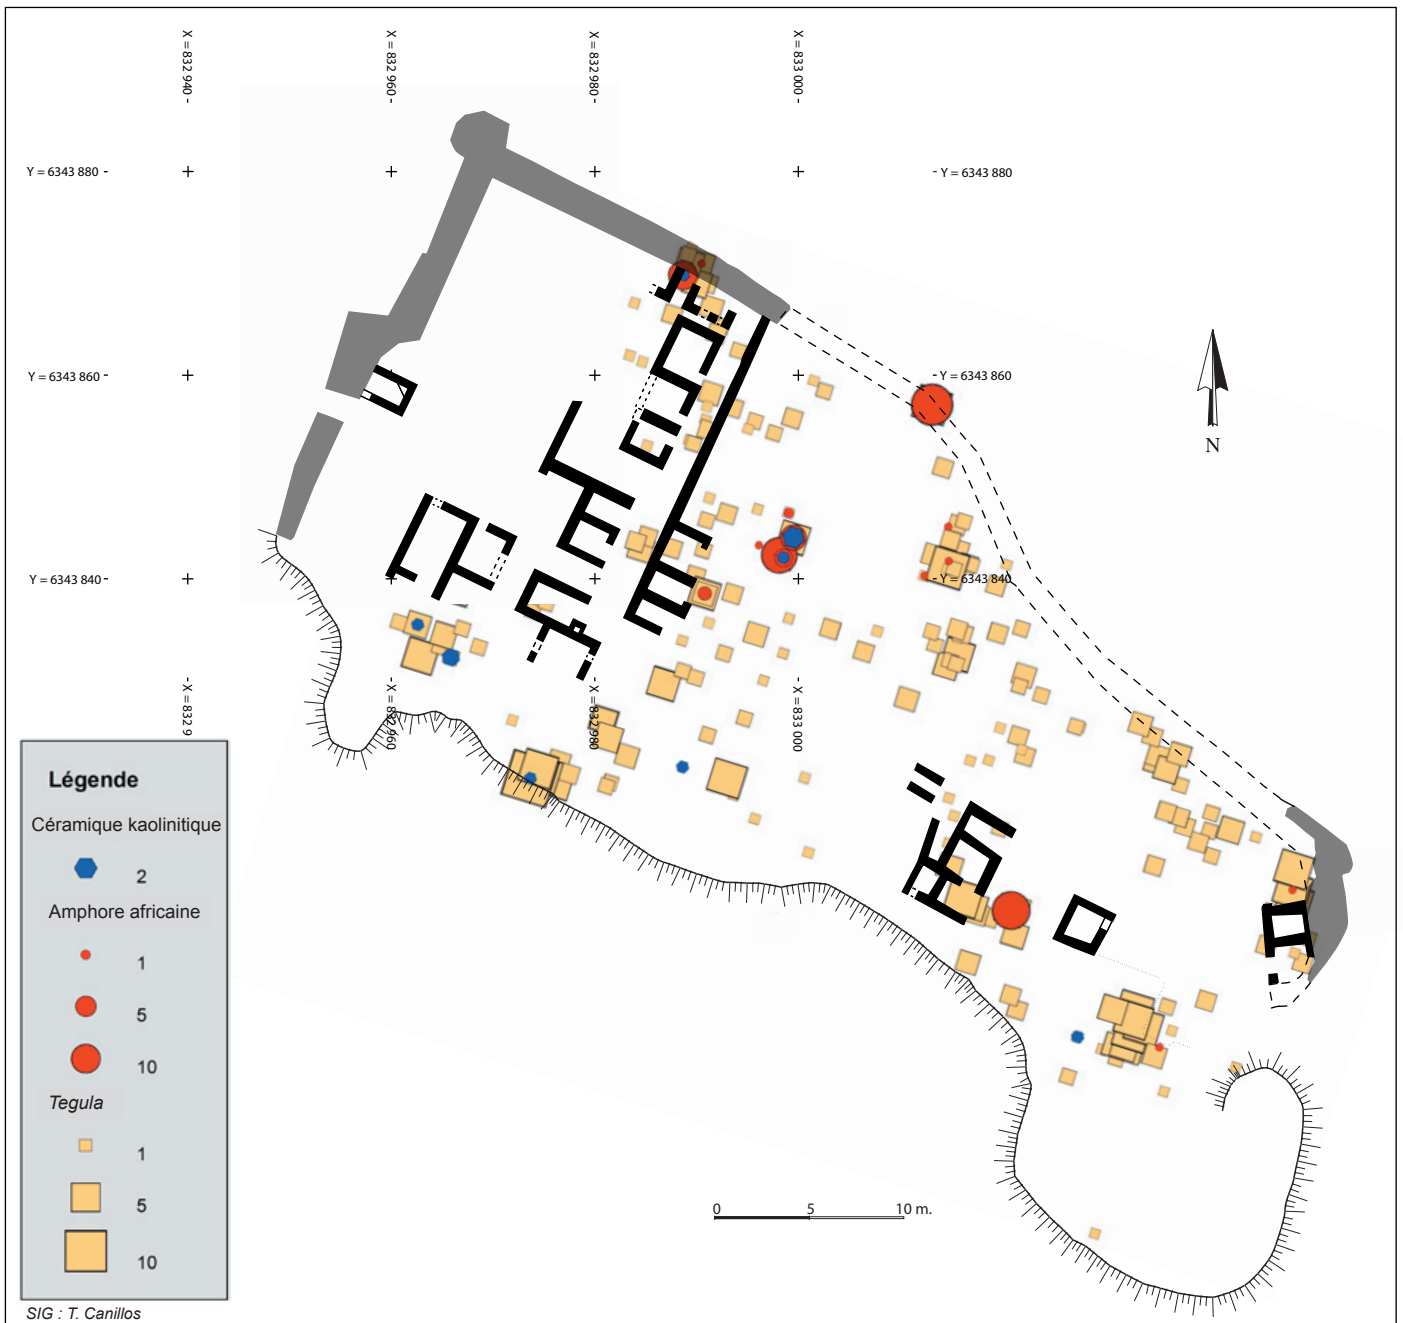 X = 832 940 -
X = 832 960 -
X = 832 980 -
X = 833 000 -
Y = 6343 880 -
- Y = 6343 880
Y = 6343 860 -
- Y = 6343 860
N
Y = 6343 840 -
- Y = 6343 840
X = 832 9
X = 832 960
X = 832 980
X = 833 000
Légende
Céramique kaolinitique
2
Amphore africaine
1
5
10
Tegula
1
5
10
0 5 10 m.
SIG : T. Canillos